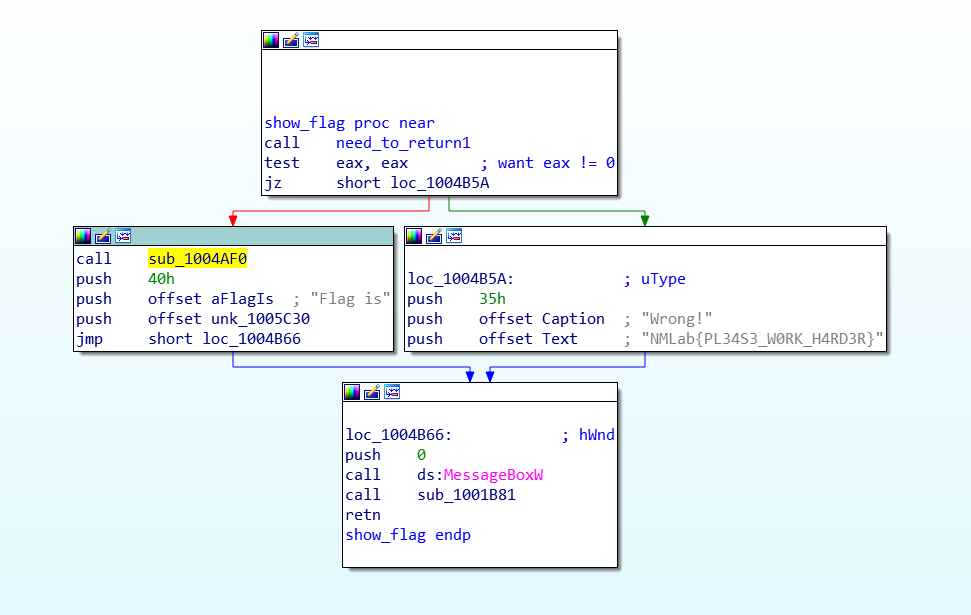 show_flag proc near
call need_to_return1
test eax, eax ; want eax != 0
jz short loc_1004B5A
call sub_1004AF0
push 40h
push offset aFlagIs ; "Flag is"
push offset unk_1005C30
jmp short loc_1004B66
loc_1004B5A: ; uType
push 35h
push offset Caption ; "Wrong!"
push offset Text ; "NMLab{PL34S3_W0RK_H4RD3R}"
loc_1004B66: ; hWnd
push 0
call ds:MessageBoxW
call sub_1001B81
retn
show_flag endp